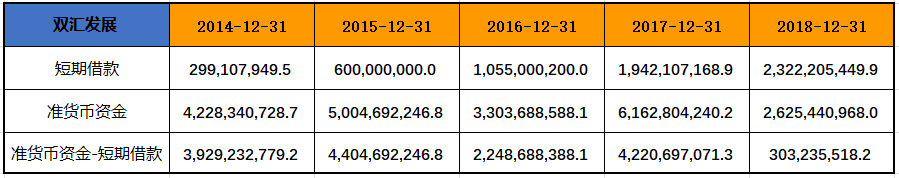 双汇发展 2014-12-31 2015-12-31 2016-12-31 2017-12-31 2018-12-31
短期借款 299,107,949.5 600,000,000.0 1,055,000,200.0 1,942,107,168.9 2,322,205,449.9
准货币资金 4,228,340,728.7 5,004,692,246.8 3,303,688,588.1 6,162,804,240.2 2,625,440,968.0
准货币资金-短期借款 3,929,232,779.2 4,404,692,246.8 2,248,688,388.1 4,220,697,071.3 303,235,518.2